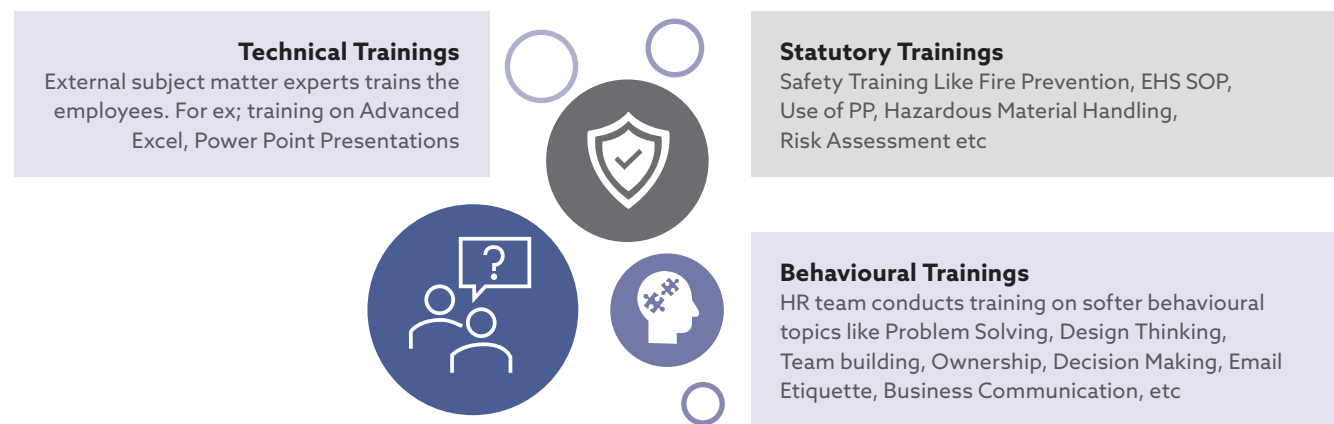 Technical Trainings
External subject matter experts trains the
employees. For ex; training on Advanced
Excel, Power Point Presentations
Statutory Trainings
Safety Training Like Fire Prevention, EHS SOP,
Use of PP, Hazardous Material Handling,
Risk Assessment etc
?
Behavioural Trainings
HR team conducts training on softer behavioural
topics like Problem Solving, Design Thinking,
Team building, Ownership, Decision Making, Email
Etiquette, Business Communication, etc